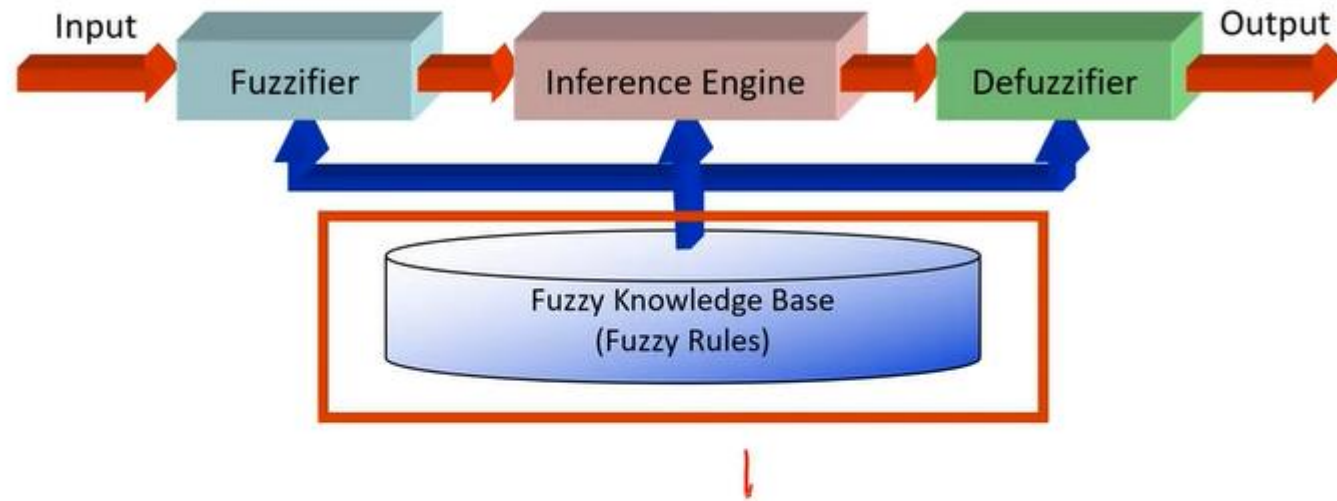 Input
Output
Fuzzifier
Inference Engine
Defuzzifier
Fuzzy Knowledge Base
(Fuzzy Rules)